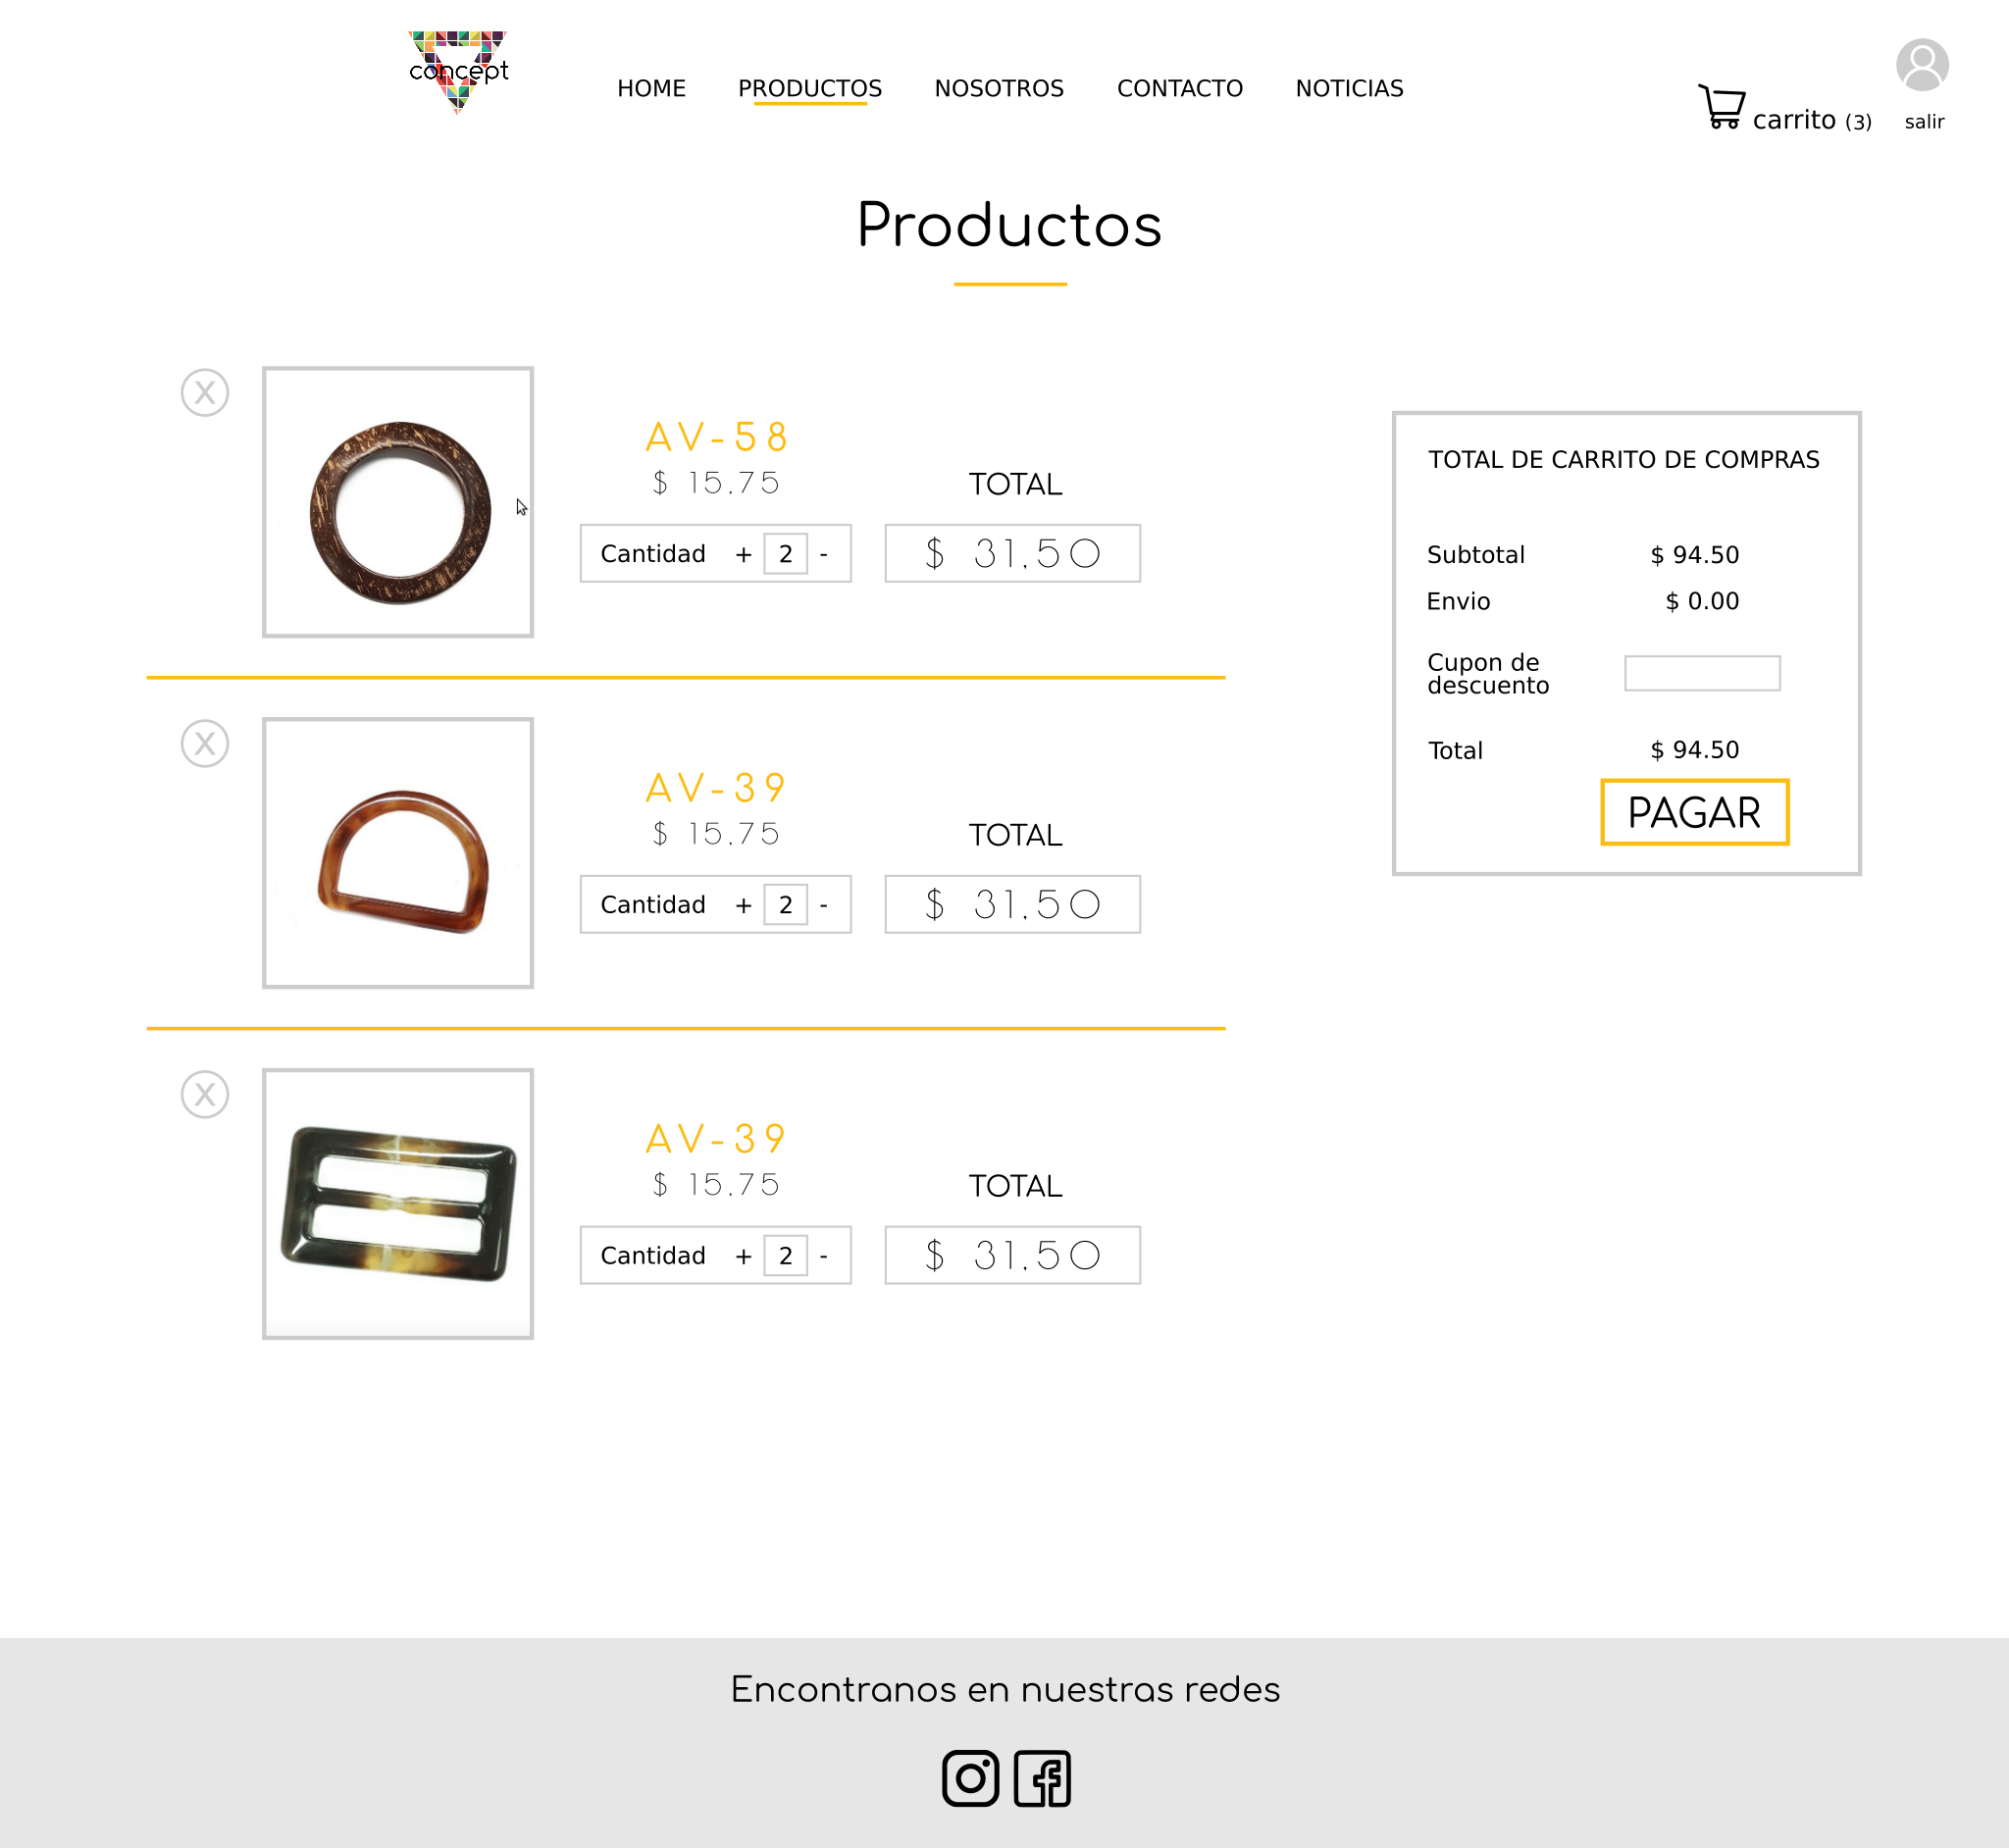 concept
HOME PRODUCTOS NOSOTROS CONTACTO NOTICIAS
carrito (3) salir
Productos
X
AV-58
$ 15.75
TOTAL
Cantidad + 2 -
$ 31.50
X
AV-39
$ 15.75
TOTAL
Cantidad + 2 -
$ 31.50
X
AV-39
$ 15.75
TOTAL
Cantidad + 2 -
$ 31.50
TOTAL DE CARRITO DE COMPRAS
Subtotal $ 94.50
Envio $ 0.00
Cupon de
descuento
Total $ 94.50
PAGAR
Encontranos en nuestras redes